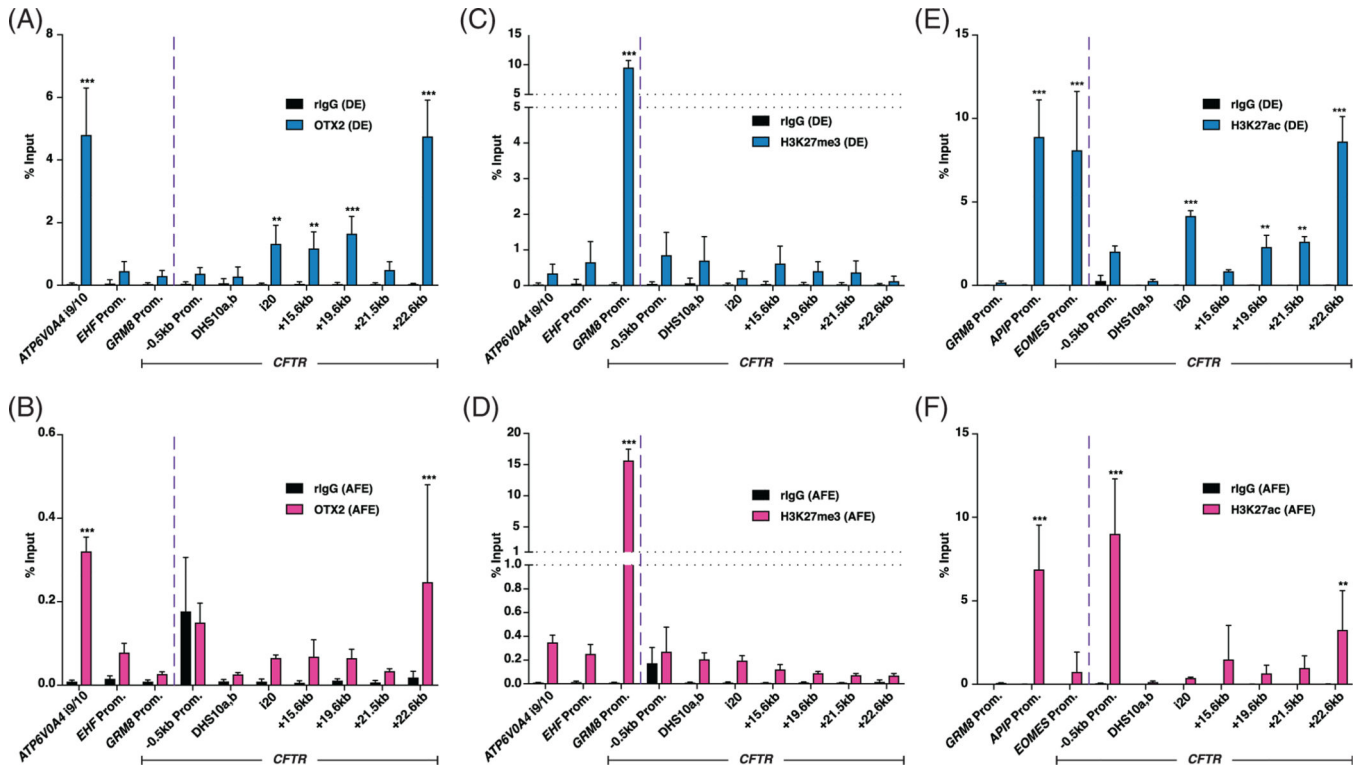 (A)
8
6
4
2
0
% Input
***
**
**
***
***
rIgG (DE)
OTX2 (DE)
ATP6V0A4 i9/10
EHF Prom.
GRM8 Prom.
-0.5kb Prom.
DHS10a,b
i20
+15.6kb
+19.6kb
+21.5kb
+22.6kb
CFTR
(C)
15
10
5
5
4
3
2
1
0
% Input
***
rIgG (DE)
H3K27me3 (DE)
ATP6V0A4 i9/10
EHF Prom.
GRM8 Prom.
-0.5kb Prom.
DHS10a,b
i20
+15.6kb
+19.6kb
+21.5kb
+22.6kb
CFTR
(E)
15
10
5
0
% Input
***
***
***
**
**
***
rIgG (DE)
H3K27ac (DE)
GRM8 Prom.
APIP Prom.
EOMES Prom.
-0.5kb Prom.
DHS10a,b
i20
+15.6kb
+19.6kb
+21.5kb
+22.6kb
CFTR
(B)
0.6
0.4
0.2
0.0
% Input
***
***
rIgG (AFE)
OTX2 (AFE)
ATP6V0A4 i9/10
EHF Prom.
GRM8 Prom.
-0.5kb Prom.
DHS10a,b
i20
+15.6kb
+19.6kb
+21.5kb
+22.6kb
CFTR
(D)
20
15
10
5
1
1.0
0.8
0.6
0.4
0.2
0.0
% Input
***
rIgG (AFE)
H3K27me3 (AFE)
ATP6V0A4 i9/10
EHF Prom.
GRM8 Prom.
-0.5kb Prom.
DHS10a,b
i20
+15.6kb
+19.6kb
+21.5kb
+22.6kb
CFTR
(F)
15
10
5
0
% Input
***
***
**
rIgG (AFE)
H3K27ac (AFE)
GRM8 Prom.
APIP Prom.
EOMES Prom.
-0.5kb Prom.
DHS10a,b
i20
+15.6kb
+19.6kb
+21.5kb
+22.6kb
CFTR